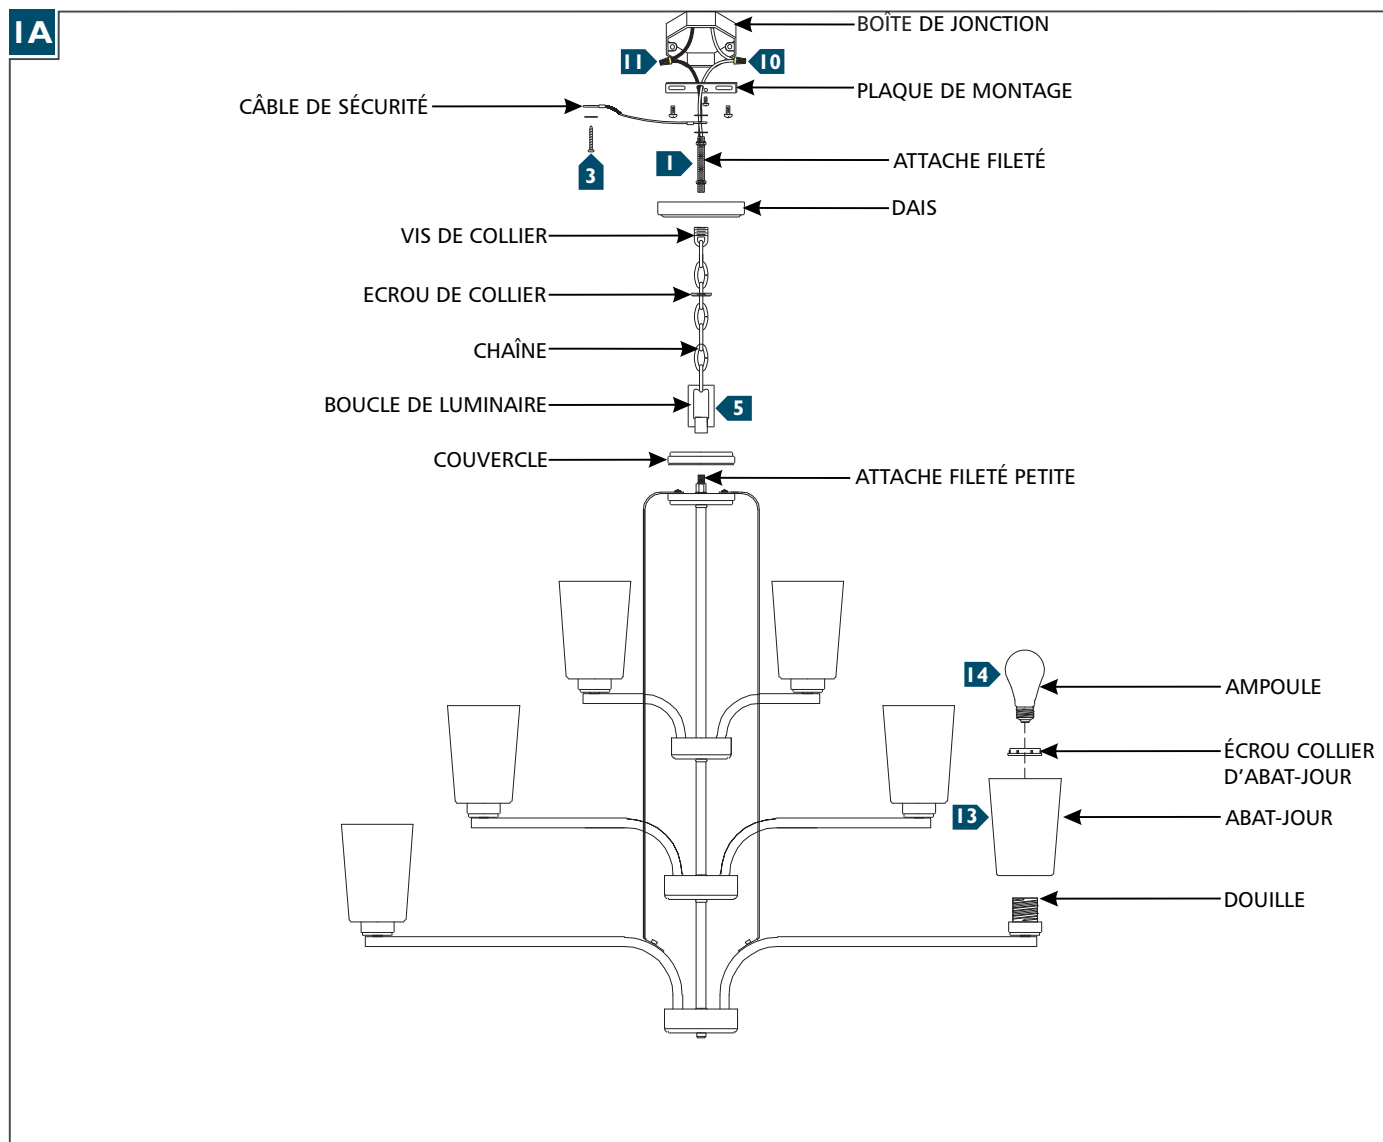 1A
BOÎTE DE JONCTION
11
10
PLAQUE DE MONTAGE
CÂBLE DE SÉCURITÉ
3
1
ATTACHE FILETÉ
DAIS
VIS DE COLLIER
ECROU DE COLLIER
CHAÎNE
BOUCLE DE LUMINAIRE
5
COUVERCLE
ATTACHE FILETÉ PETITE
14
AMPOULE
ÉCROU COLLIER
D’ABAT-JOUR
13
ABAT-JOUR
DOUILLE